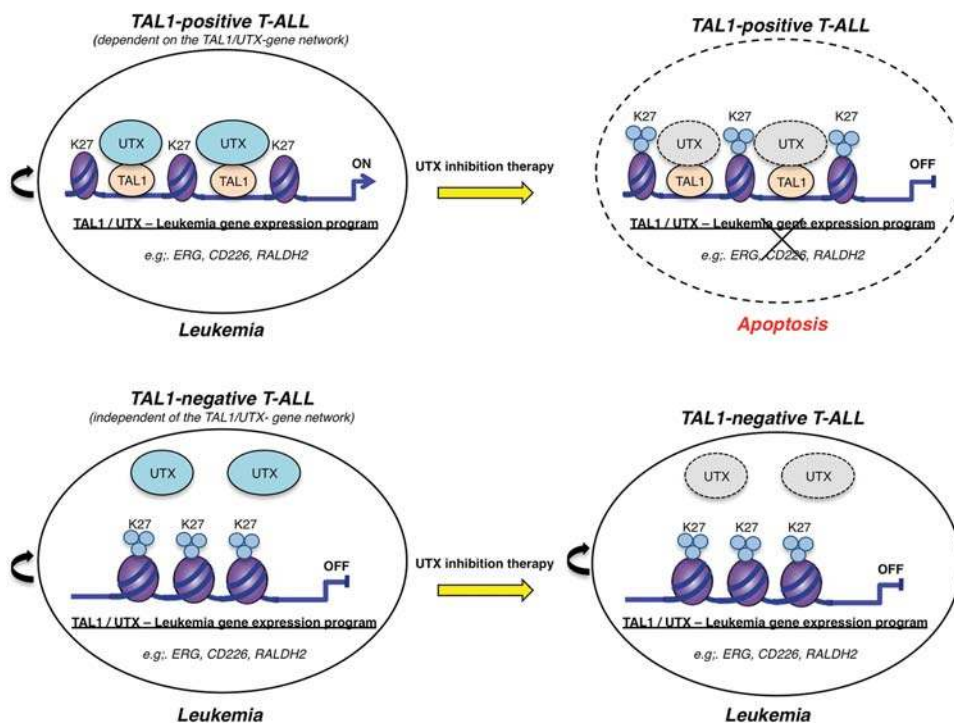 TAL1-positive T-ALL
(dependent on the TAL1/UTX-gene network)
K27 UTX K27 UTX K27
TAL1 TAL1
ON
TAL1 / UTX – Leukemia gene expression program
e.g;. ERG, CD226, RALDH2
Leukemia
UTX inhibition therapy
TAL1-positive T-ALL
K27 K27 K27
UTX UTX
TAL1 TAL1
OFF
TAL1 / UTX – Leukemia gene expression program
e.g;. ERG, CD226, RALDH2
Apoptosis
TAL1-negative T-ALL
(independent of the TAL1/UTX- gene network)
UTX UTX
K27 K27 K27
OFF
TAL1 / UTX – Leukemia gene expression program
e.g;. ERG, CD226, RALDH2
Leukemia
UTX inhibition therapy
TAL1-negative T-ALL
UTX UTX
K27 K27 K27
OFF
TAL1 / UTX – Leukemia gene expression program
e.g;. ERG, CD226, RALDH2
Leukemia